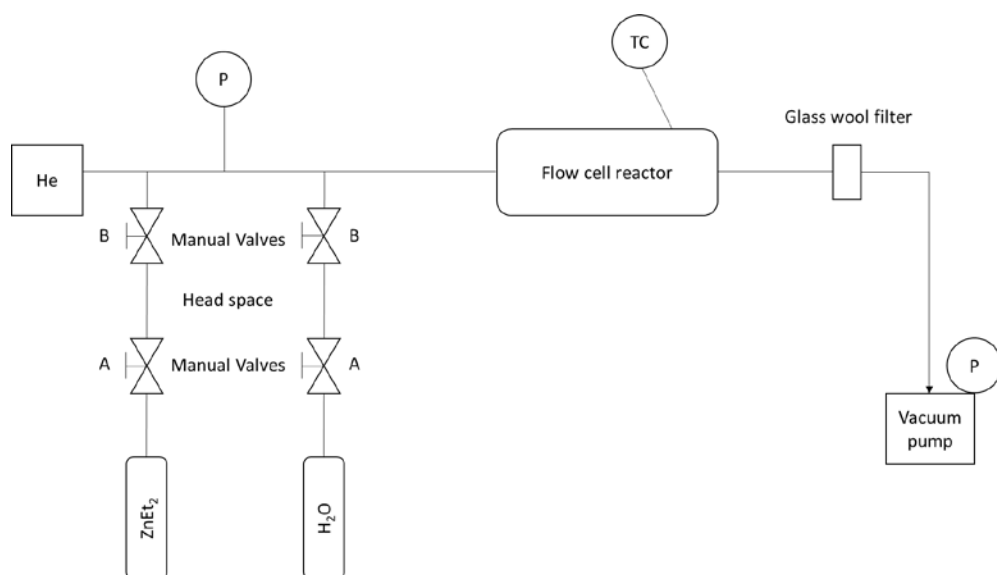 TC
P
Glass wool filter
He
Flow cell reactor
B
Manual Valves
B
Head space
A
Manual Valves
A
P
Vacuum
pump
ZnEt₂
H₂O